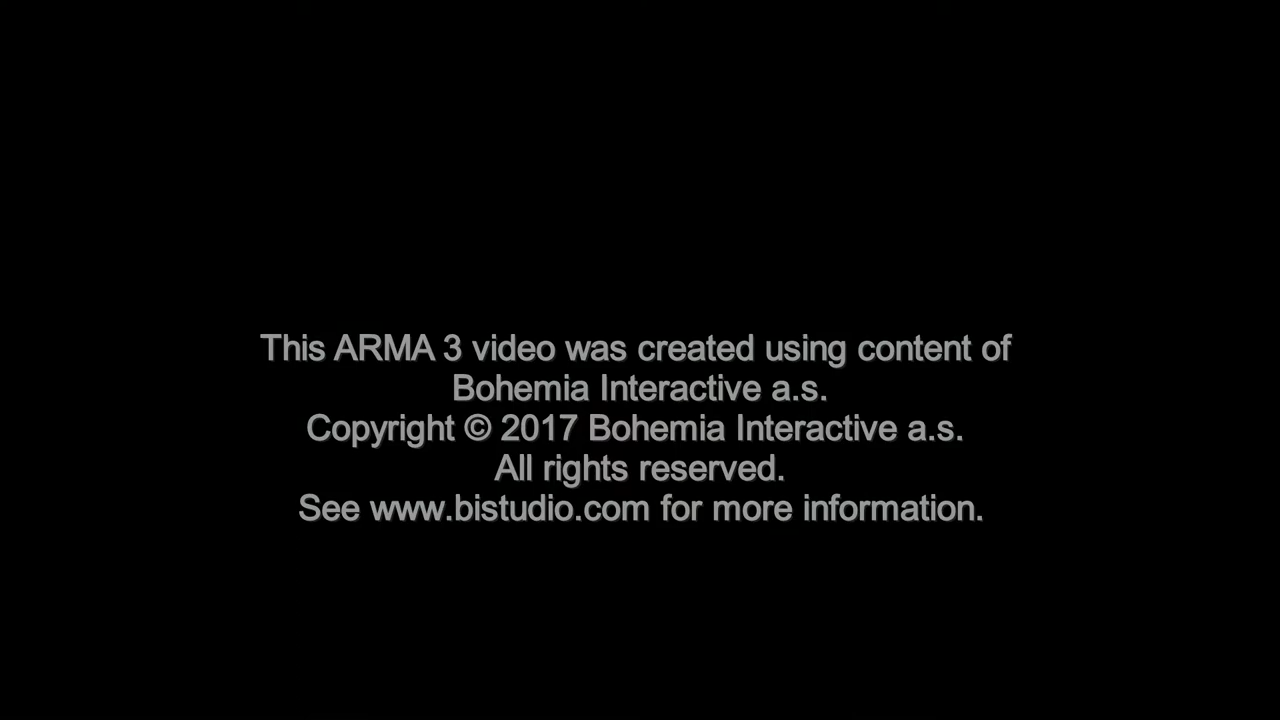 This ARMA 3 video was created using content of
Bohemia Interactive a.s.
Copyright © 2017 Bohemia Interactive a.s.
All rights reserved.
See www.bistudio.com for more information.